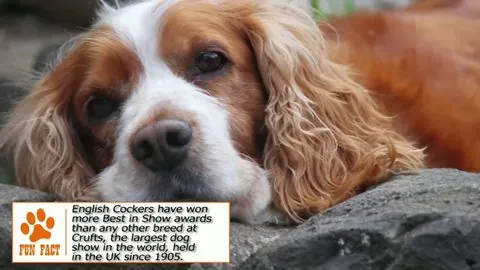 English Cockers have won
more Best in Show awards
than any other breed at
Crufts, the largest dog
show in the world, held
in the UK since 1905.
FUN FACT